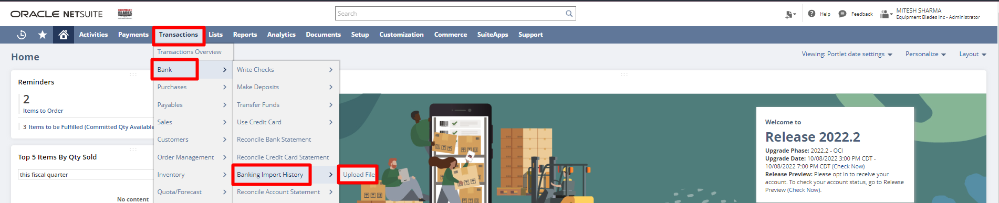 ORACLE NETSUITE
EQUIPMENT
BLADES
Search
Help
Feedback
MITESH SHARMA
Equipment Blades Inc - Administrator
Activities Payments Transactions Lists Reports Analytics Documents Setup Customization Commerce SuiteApps Support
Home
Viewing: Portlet date settings Personalize Layout
Reminders
2
Items to Order
3 Items to be Fulfilled (Committed Qty Available
Top 5 Items By Qty Sold
this fiscal quarter
No content
Transactions Overview
Bank
Purchases
Payables
Sales
Customers
Order Management
Inventory
Quota/Forecast
Write Checks
Make Deposits
Transfer Funds
Use Credit Card
Reconcile Bank Statement
Reconcile Credit Card Statement
Banking Import History
Reconcile Account Statement
Upload File
Welcome to
Release 2022.2
Upgrade Phase: 2022.2 - OCI
Upgrade Date: 10/08/2022 3:00 PM CDT -
10/08/2022 7:00 PM CDT (Check Now)
Release Preview: Please opt in to receive your
account. To check your account status, go to Release
Preview (Check Now).